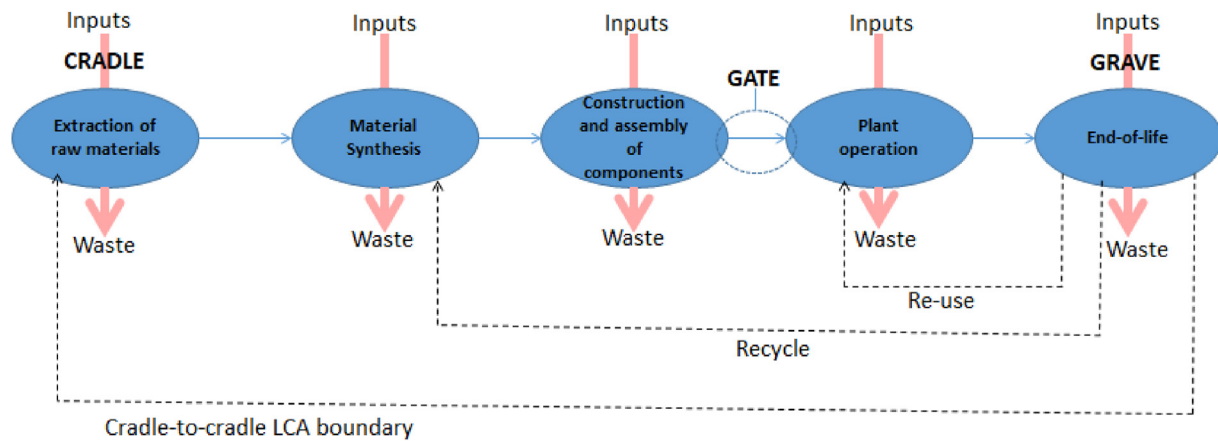 Inputs
Inputs
Inputs
Inputs
Inputs
CRADLE
GATE
GRAVE
Extraction of
raw materials
Material
Synthesis
Construction
and assembly
of
components
Plant
operation
End-of-life
Waste
Waste
Waste
Waste
Waste
Re-use
Recycle
Cradle-to-cradle LCA boundary